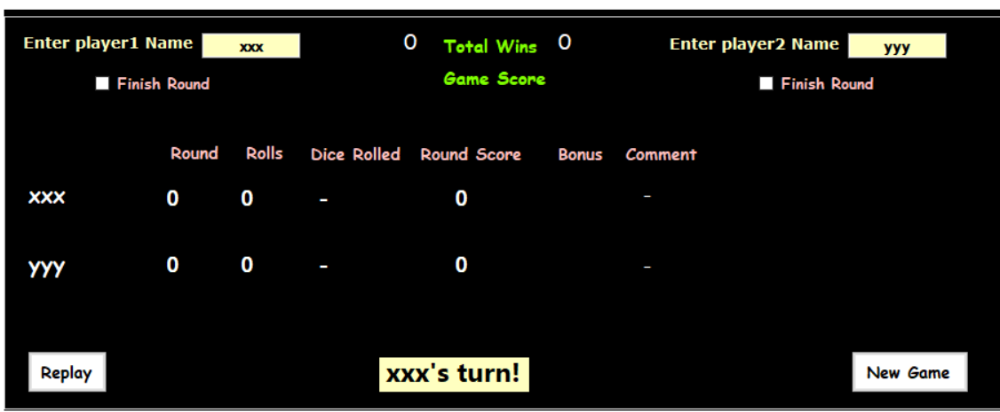 Enter player1 Name xxx 0 Total Wins 0 Enter player2 Name yyy
Finish Round Game Score Finish Round
Round Rolls Dice Rolled Round Score Bonus Comment
xxx 0 0 - 0 -
yyy 0 0 - 0 -
Replay xxx's turn! New Game